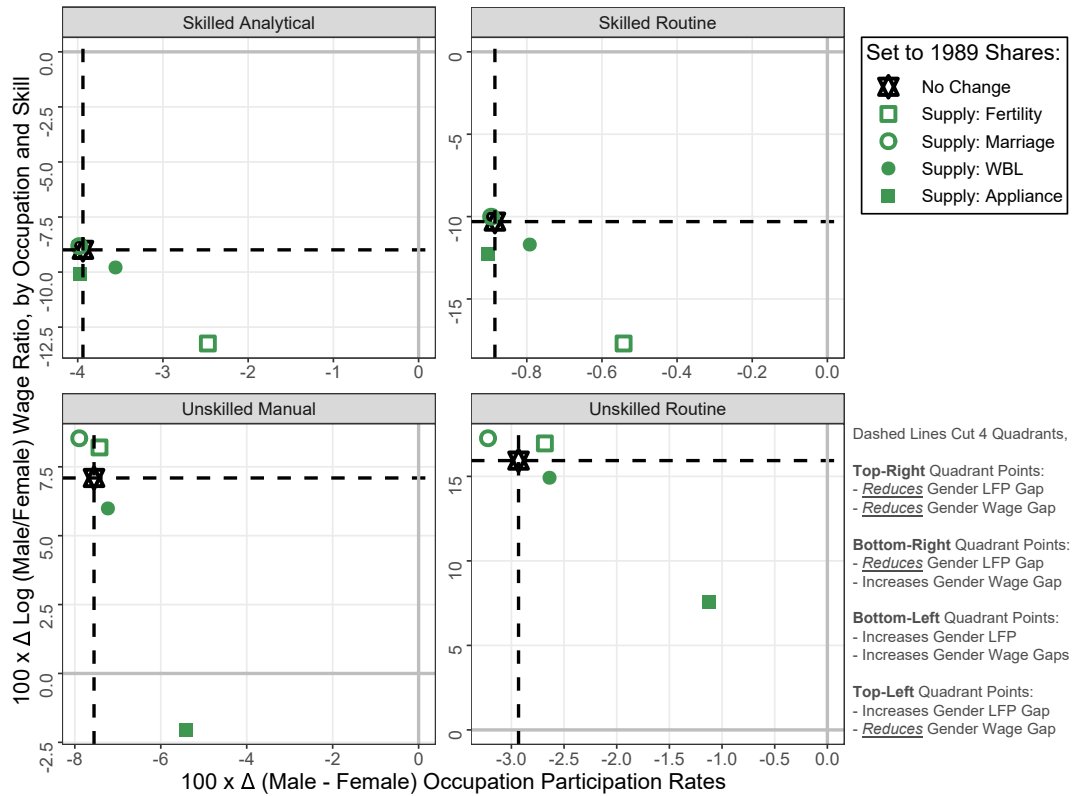 Skilled Analytical
Skilled Routine
0.0
-2.5
-5.0
-7.5
-10.0
-12.5
-4
-3
-2
-1
0
0
-5
-10
-15
-0.8
-0.6
-0.4
-0.2
0.0
Set to 1989 Shares:
No Change
Supply: Fertility
Supply: Marriage
Supply: WBL
Supply: Appliance
100 x Δ Log (Male/Female) Wage Ratio, by Occupation and Skill
Unskilled Manual
Unskilled Routine
7.5
5.0
2.5
0.0
-2.5
-8
-7
-6
-5
-4
-3
-2
-1
0
15
10
5
0
-3.0
-2.5
-2.0
-1.5
-1.0
-0.5
0.0
100 x Δ (Male - Female) Occupation Participation Rates
Dashed Lines Cut 4 Quadrants,
Top-Right Quadrant Points:
- Reduces Gender LFP Gap
- Reduces Gender Wage Gap
Bottom-Right Quadrant Points:
- Reduces Gender LFP Gap
- Increases Gender Wage Gap
Bottom-Left Quadrant Points:
- Increases Gender LFP
- Increases Gender Wage Gaps
Top-Left Quadrant Points:
- Increases Gender LFP Gap
- Reduces Gender Wage Gap